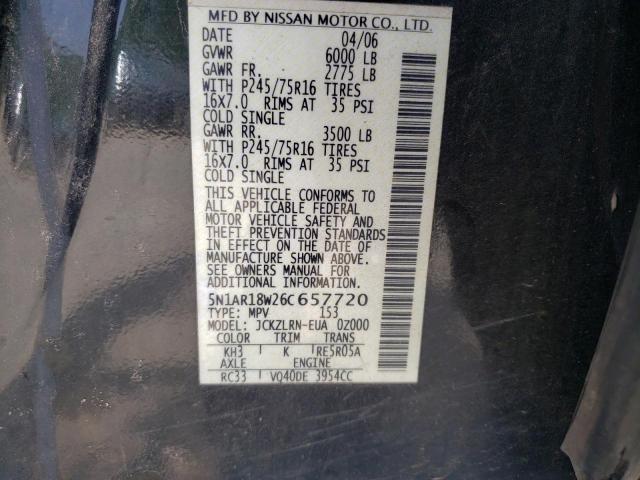 MFD BY NISSAN MOTOR CO., LTD.
DATE 04/06
GVWR 6000 LB
GAWR FR. 2775 LB
WITH P245/75R16 TIRES
16X7.0 RIMS AT 35 PSI
COLD SINGLE
GAWR RR. 3500 LB
WITH P245/75R16 TIRES
16X7.0 RIMS AT 35 PSI
COLD SINGLE
THIS VEHICLE CONFORMS TO
ALL APPLICABLE FEDERAL
MOTOR VEHICLE SAFETY AND
THEFT PREVENTION STANDARDS
IN EFFECT ON THE DATE OF
MANUFACTURE SHOWN ABOVE.
SEE OWNERS MANUAL FOR
ADDITIONAL INFORMATION.
5N1AR18W26C657720
TYPE: MPV 153
MODEL: JCKZLRN-EUA 0Z000
COLOR TRIM TRANS
KH3 K RE5R05A
AXLE ENGINE
RC33 VQ40DE 3954CC